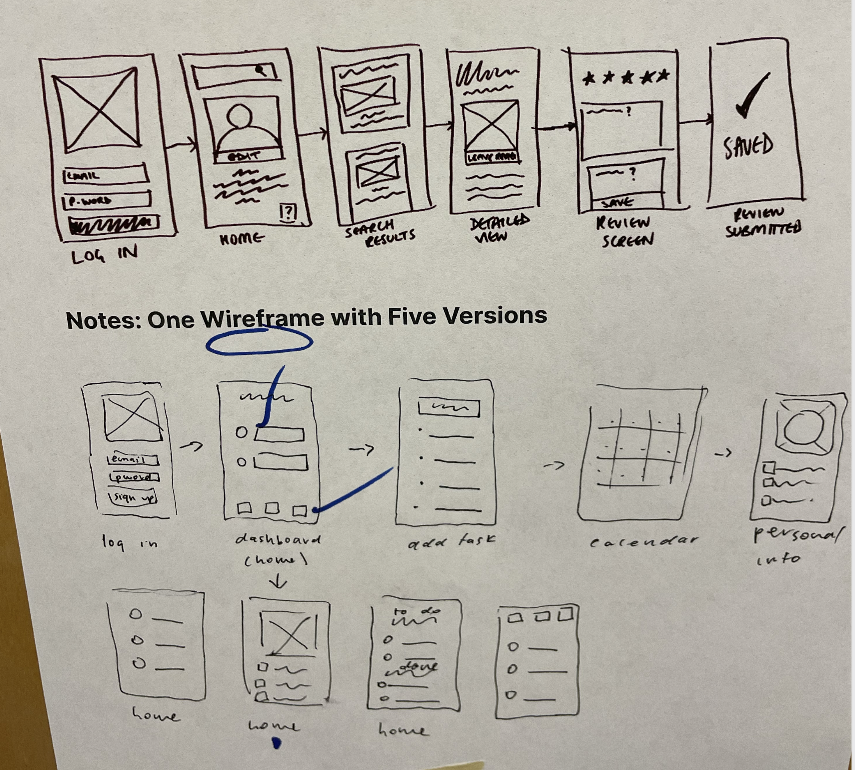 EMAIL
P-WORD
EDIT
?
?
?
SAVE
SAVED
LOG IN
HOME
SEARCH
RESULTS
DETAILED
VIEW
REVIEW
SCREEN
REVIEW
SUBMITTED
Notes: One Wireframe with Five Versions
email
pword
sign up
log in
dashboard
(home)
add task
calendar
personal
info
to do
done
home
home
home